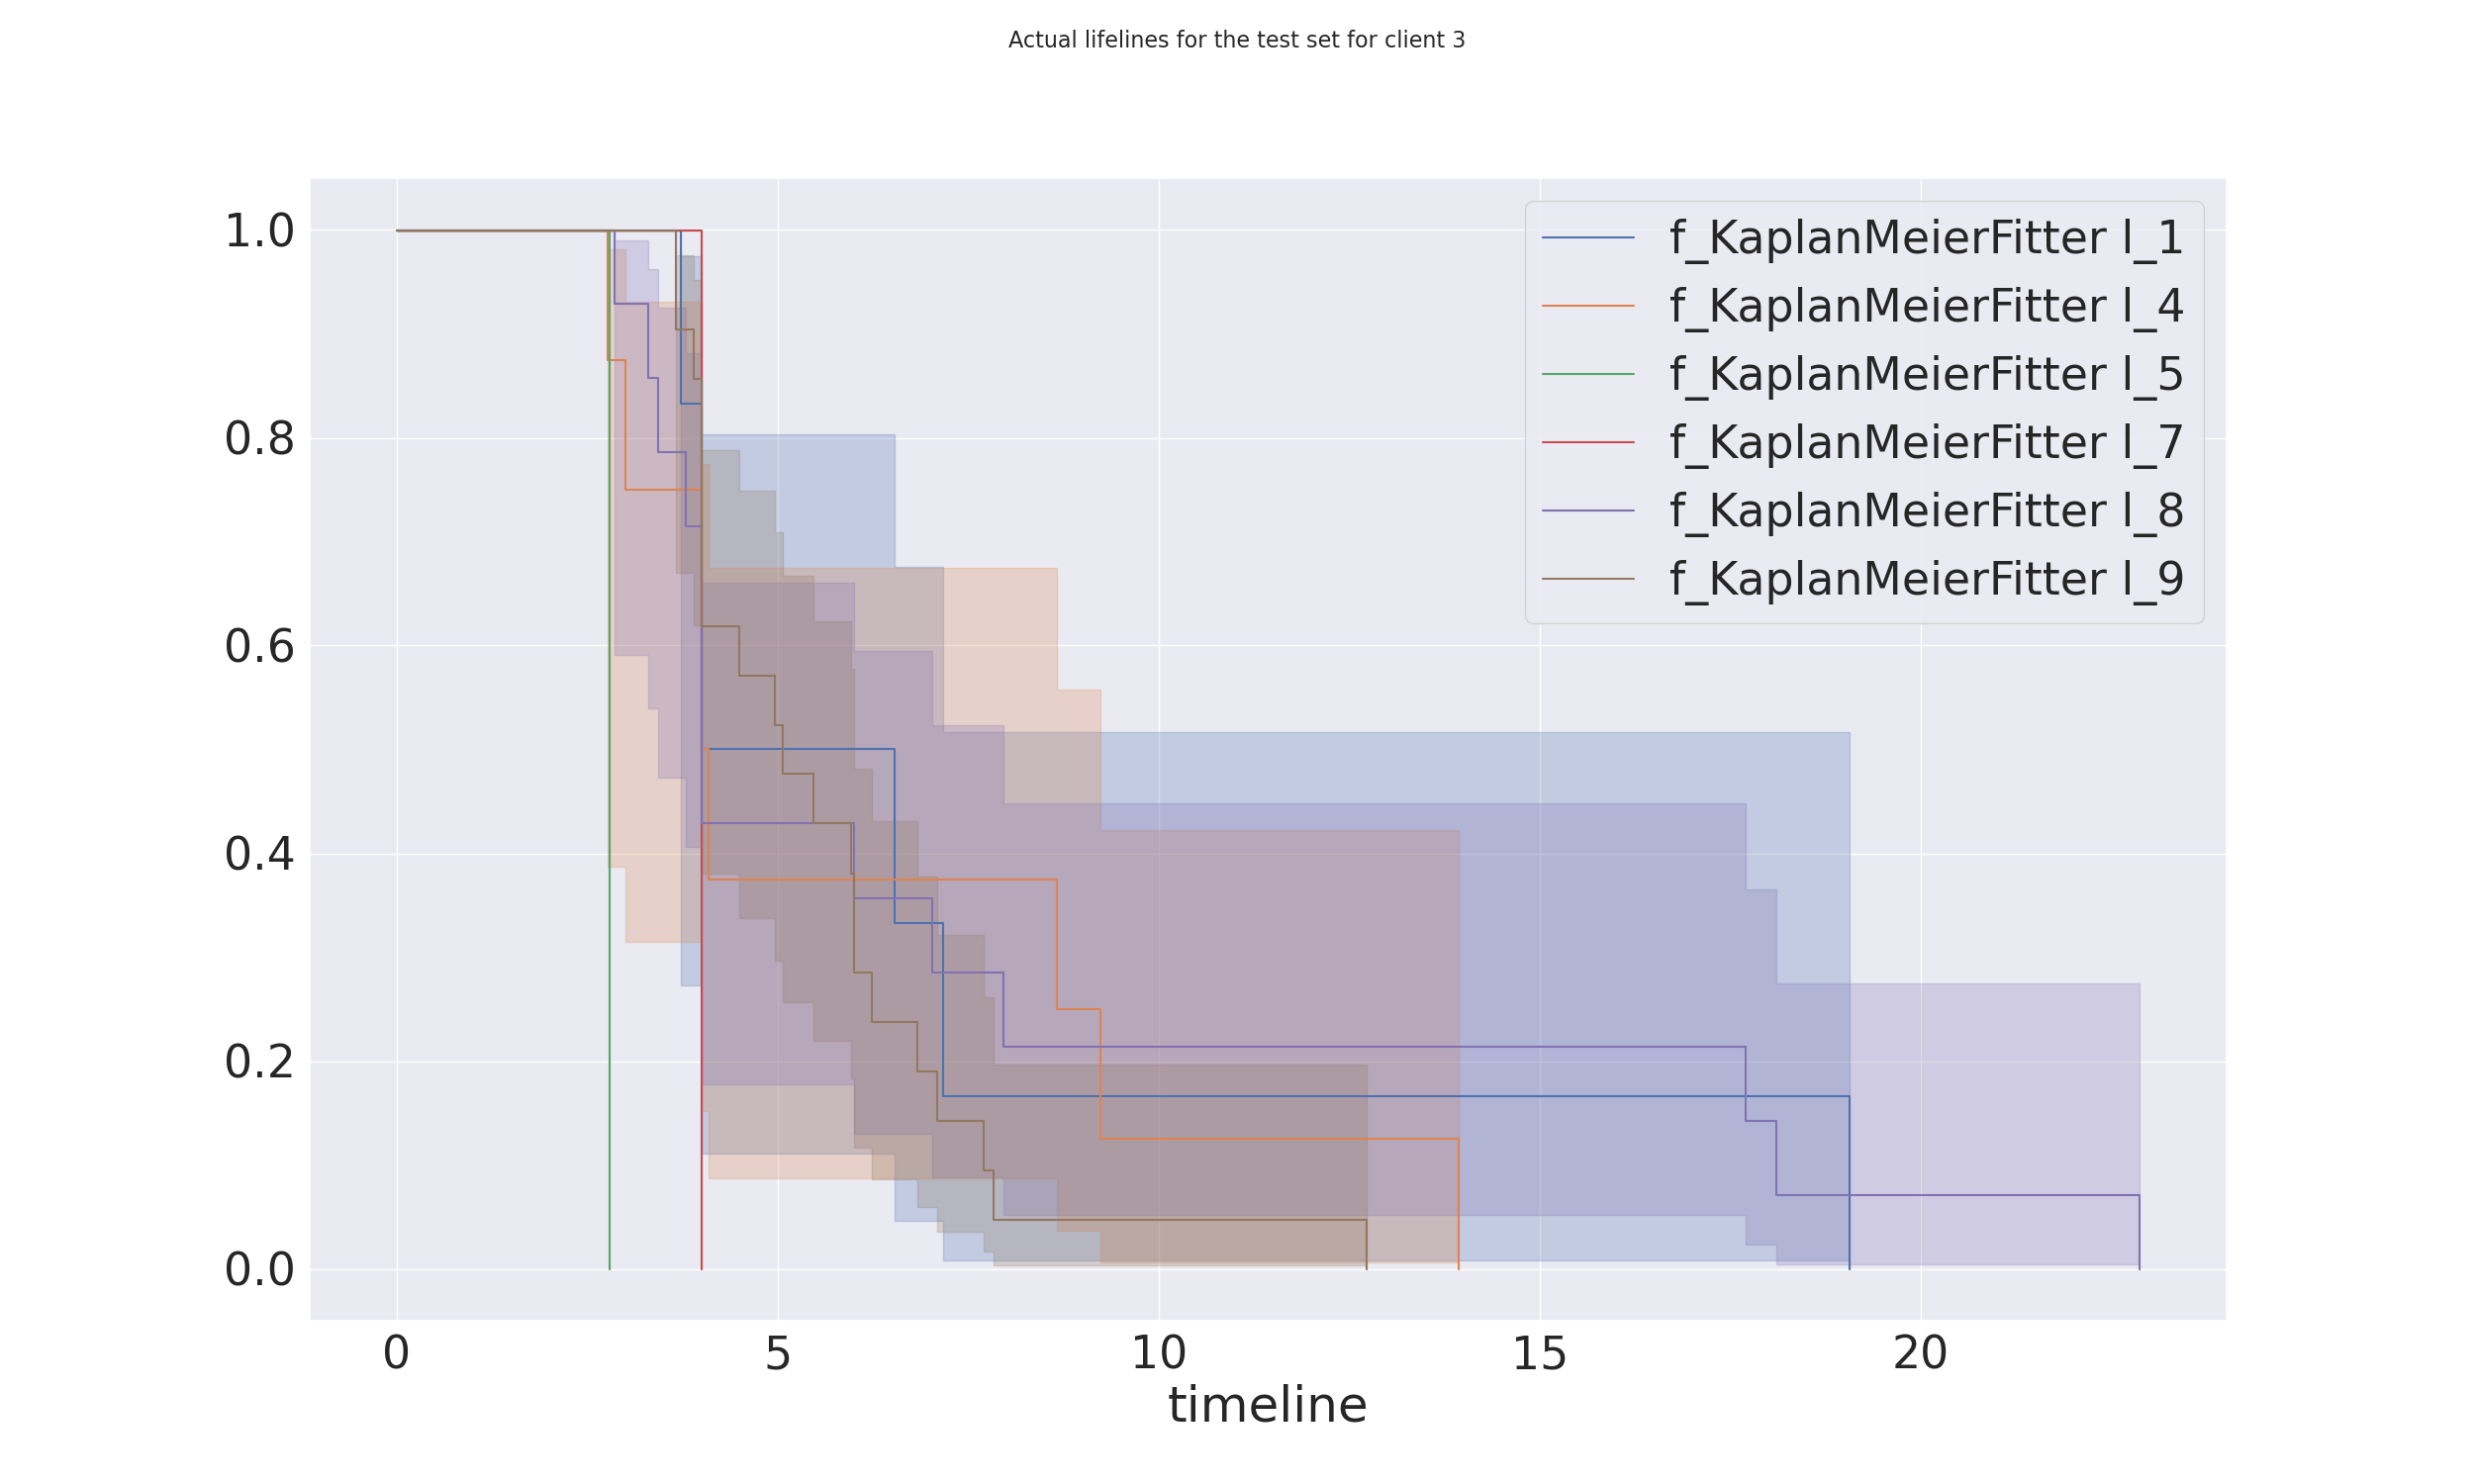 Actual lifelines for the test set for client 3
1.0
0.8
0.6
0.4
0.2
0.0
f_KaplanMeierFitter l_1
f_KaplanMeierFitter l_4
f_KaplanMeierFitter l_5
f_KaplanMeierFitter l_7
f_KaplanMeierFitter l_8
f_KaplanMeierFitter l_9
0 5 10 15 20
timeline